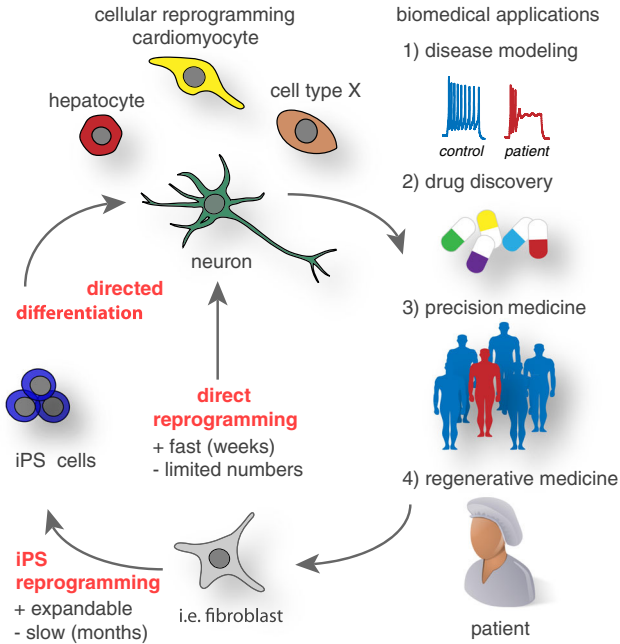 cellular reprogramming
cardiomyocyte
hepatocyte
cell type X
neuron
directed
differentiation
direct
reprogramming
+ fast (weeks)
- limited numbers
iPS cells
iPS
reprogramming
+ expandable
- slow (months)
i.e. fibroblast
biomedical applications
1) disease modeling
control
patient
2) drug discovery
3) precision medicine
4) regenerative medicine
patient